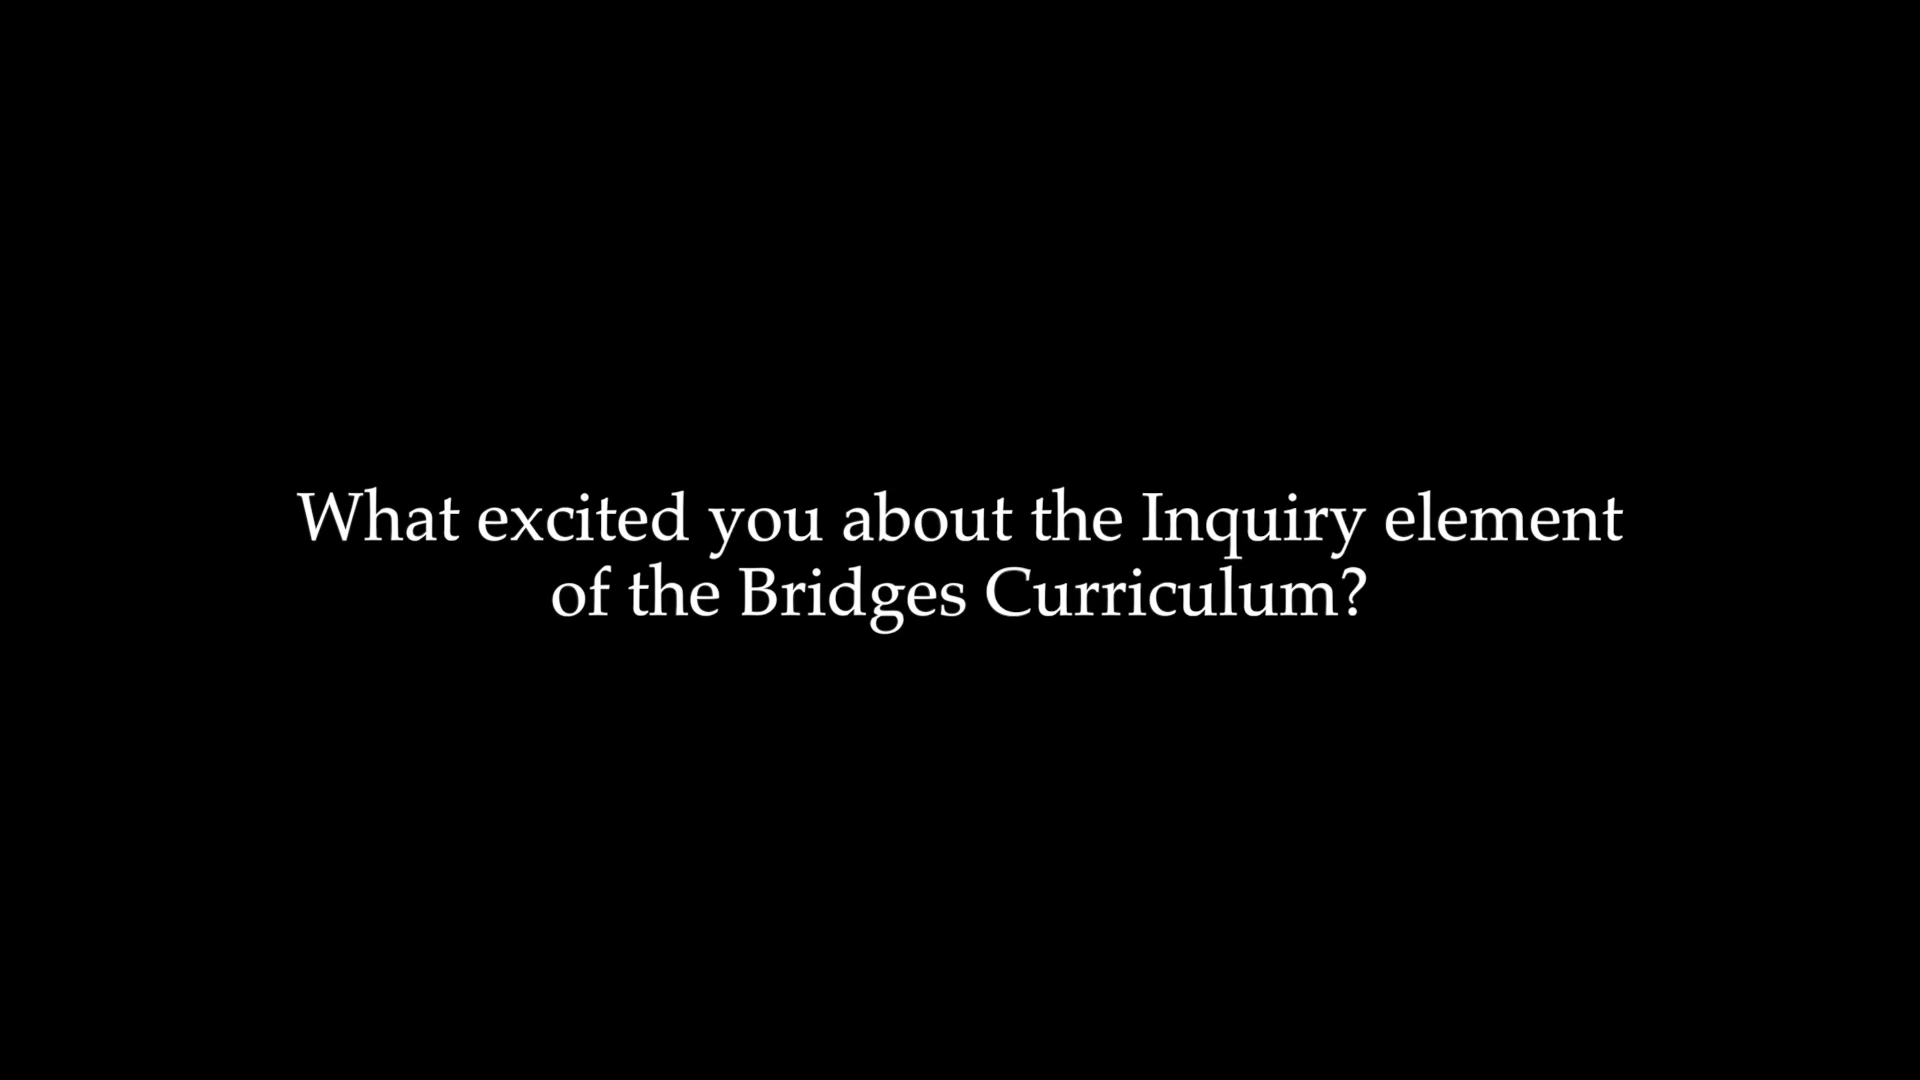 What excited you about the Inquiry element
of the Bridges Curriculum?